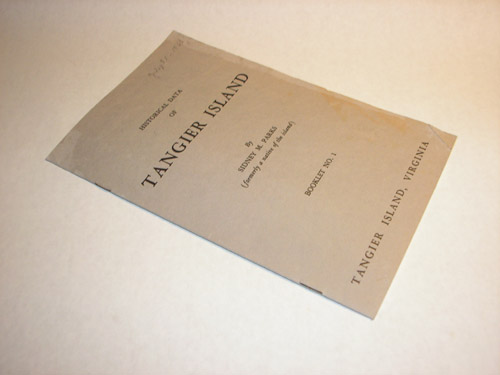 HISTORICAL DATA
OF
TANGIER ISLAND
By
SIDNEY M. PARKS
(formerly a native of the island)
BOOKLET NO. 1
TANGIER ISLAND, VIRGINIA